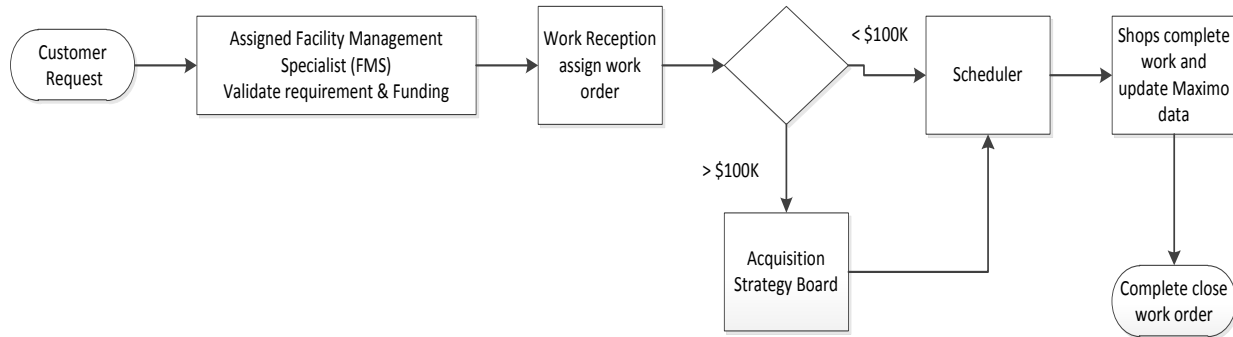 Customer
Request
Assigned Facility Management
Specialist (FMS)
Validate requirement & Funding
Work Reception
assign work
order
< $100K
> $100K
Acquisition
Strategy Board
Scheduler
Shops complete
work and
update Maximo
data
Complete close
work order